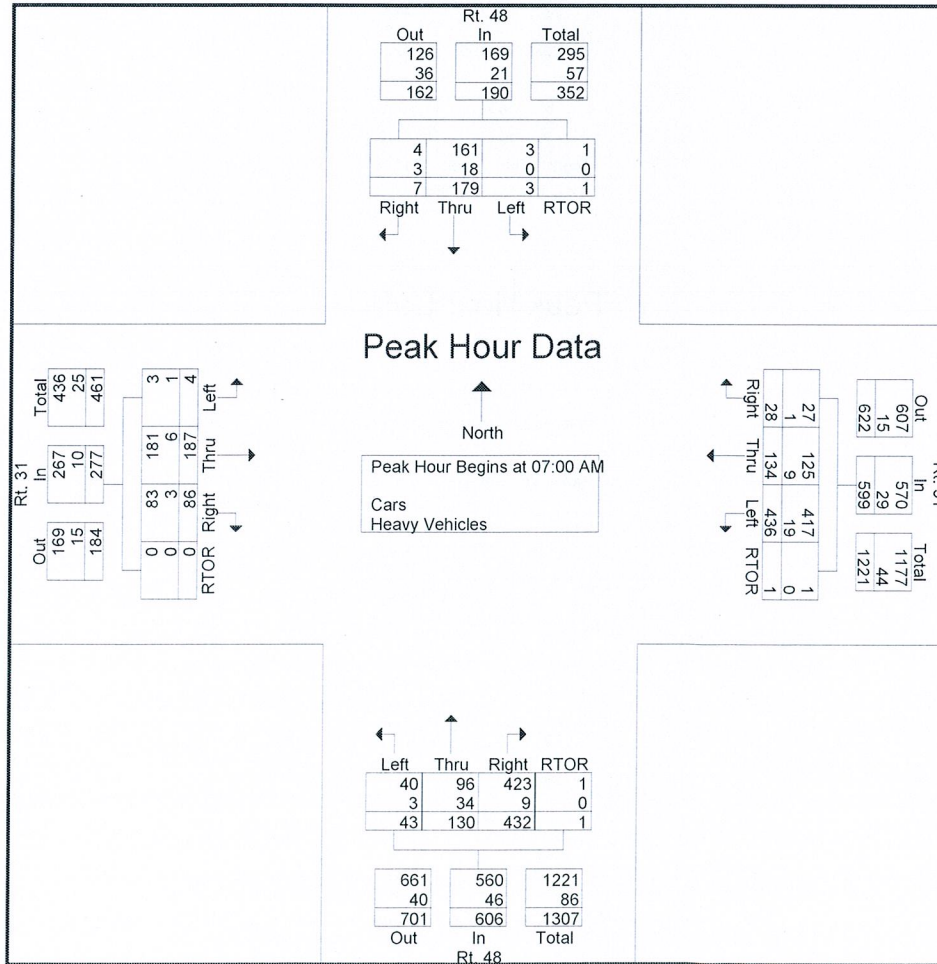 Rt. 48
Out In Total
126 169 295
36 21 57
162 190 352
4 161 3 1
3 18 0 0
7 179 3 1
Right Thru Left RTOR
Peak Hour Data
North
Peak Hour Begins at 07:00 AM
Cars
Heavy Vehicles
Rt. 31
Total In Out
436 267 169
25 10 15
461 277 184
3 181 83 0
1 6 3 0
4 187 86 0
Left Thru Right RTOR
Right Thru Left RTOR
28 134 436 1
1 9 19 0
27 125 417 1
Out In Total
607 570 1177
15 29 44
622 599 1221
Left Thru Right RTOR
40 96 423 1
3 34 9 0
43 130 432 1
661 560 1221
40 46 86
701 606 1307
Out In Total
Rt. 48